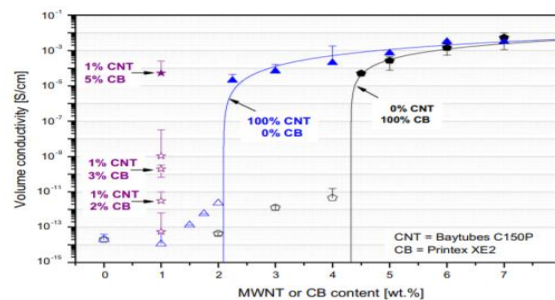 Volume conductivity [S/cm]
10⁻¹
10⁻³
10⁻⁵
10⁻⁷
10⁻⁹
10⁻¹¹
10⁻¹³
10⁻¹⁵
1% CNT
5% CB
1% CNT
3% CB
1% CNT
2% CB
100% CNT
0% CB
0% CNT
100% CB
CNT = Baytubes C150P
CB = Printex XE2
0 1 2 3 4 5 6 7
MWNT or CB content [wt.%]